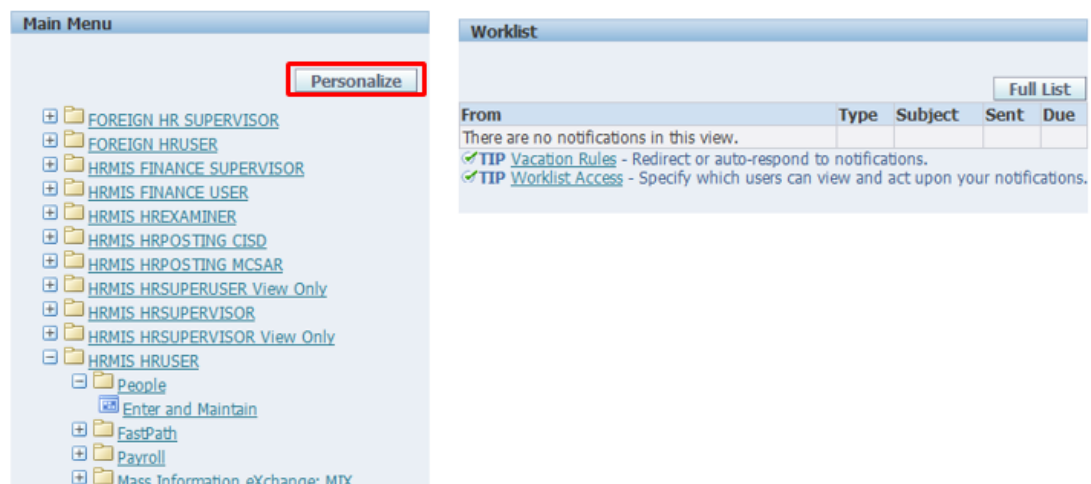 Main Menu
Personalize
FOREIGN HR SUPERVISOR
FOREIGN HRUSER
HRMIS FINANCE SUPERVISOR
HRMIS FINANCE USER
HRMIS HREXAMINER
HRMIS HRPOSTING CISD
HRMIS HRPOSTING MCSAR
HRMIS HRSUPERUSER View Only
HRMIS HRSUPERVISOR
HRMIS HRSUPERVISOR View Only
HRMIS HRUSER
People
Enter and Maintain
FastPath
Payroll
Mass Information eXchange: MIX
Worklist
Full List
From Type Subject Sent Due
There are no notifications in this view.
TIP Vacation Rules - Redirect or auto-respond to notifications.
TIP Worklist Access - Specify which users can view and act upon your notifications.